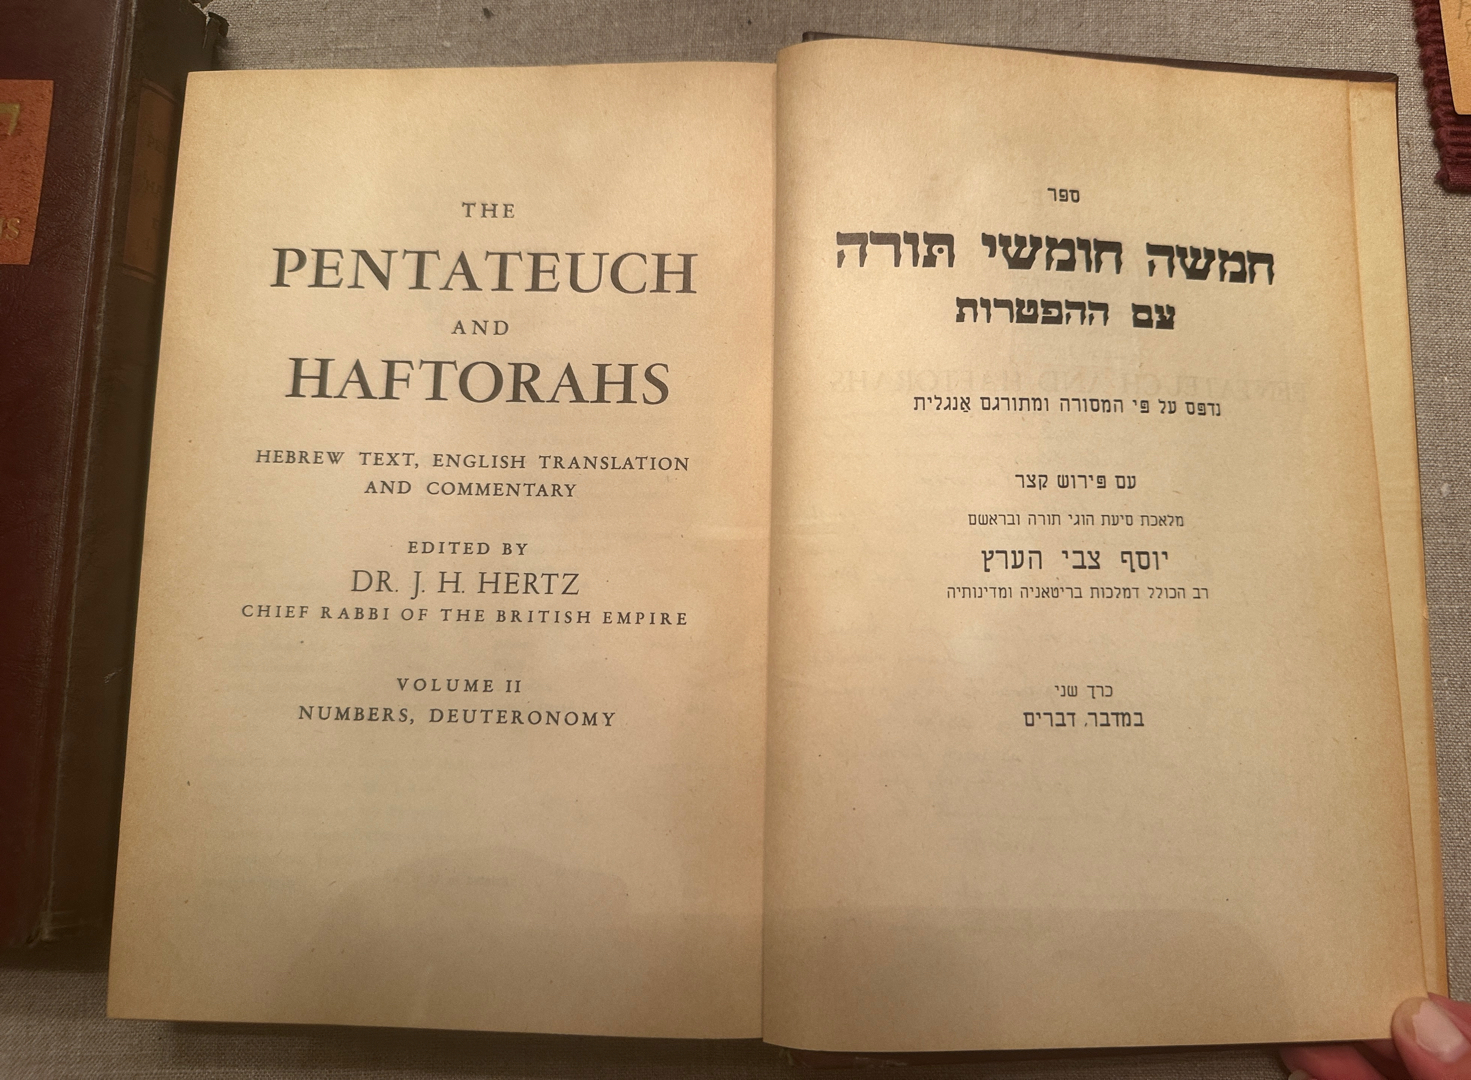 THE
PENTATEUCH
AND
HAFTORAHS
HEBREW TEXT, ENGLISH TRANSLATION
AND COMMENTARY
EDITED BY
DR. J. H. HERTZ
CHIEF RABBI OF THE BRITISH EMPIRE
VOLUME II
NUMBERS, DEUTERONOMY
ספר
חמשה חומשי תּורה
עם ההפטרות
נדפס על פי המסורה ומתורגם אַנגלית
עם פירוש קצר
מלאכת סיעת הוגי תורה ובראשם
יוסף צבי הערץ
רב הכולל דמלכות בריטאניה ומדינותיה
כרך שני
במדבר, דברים